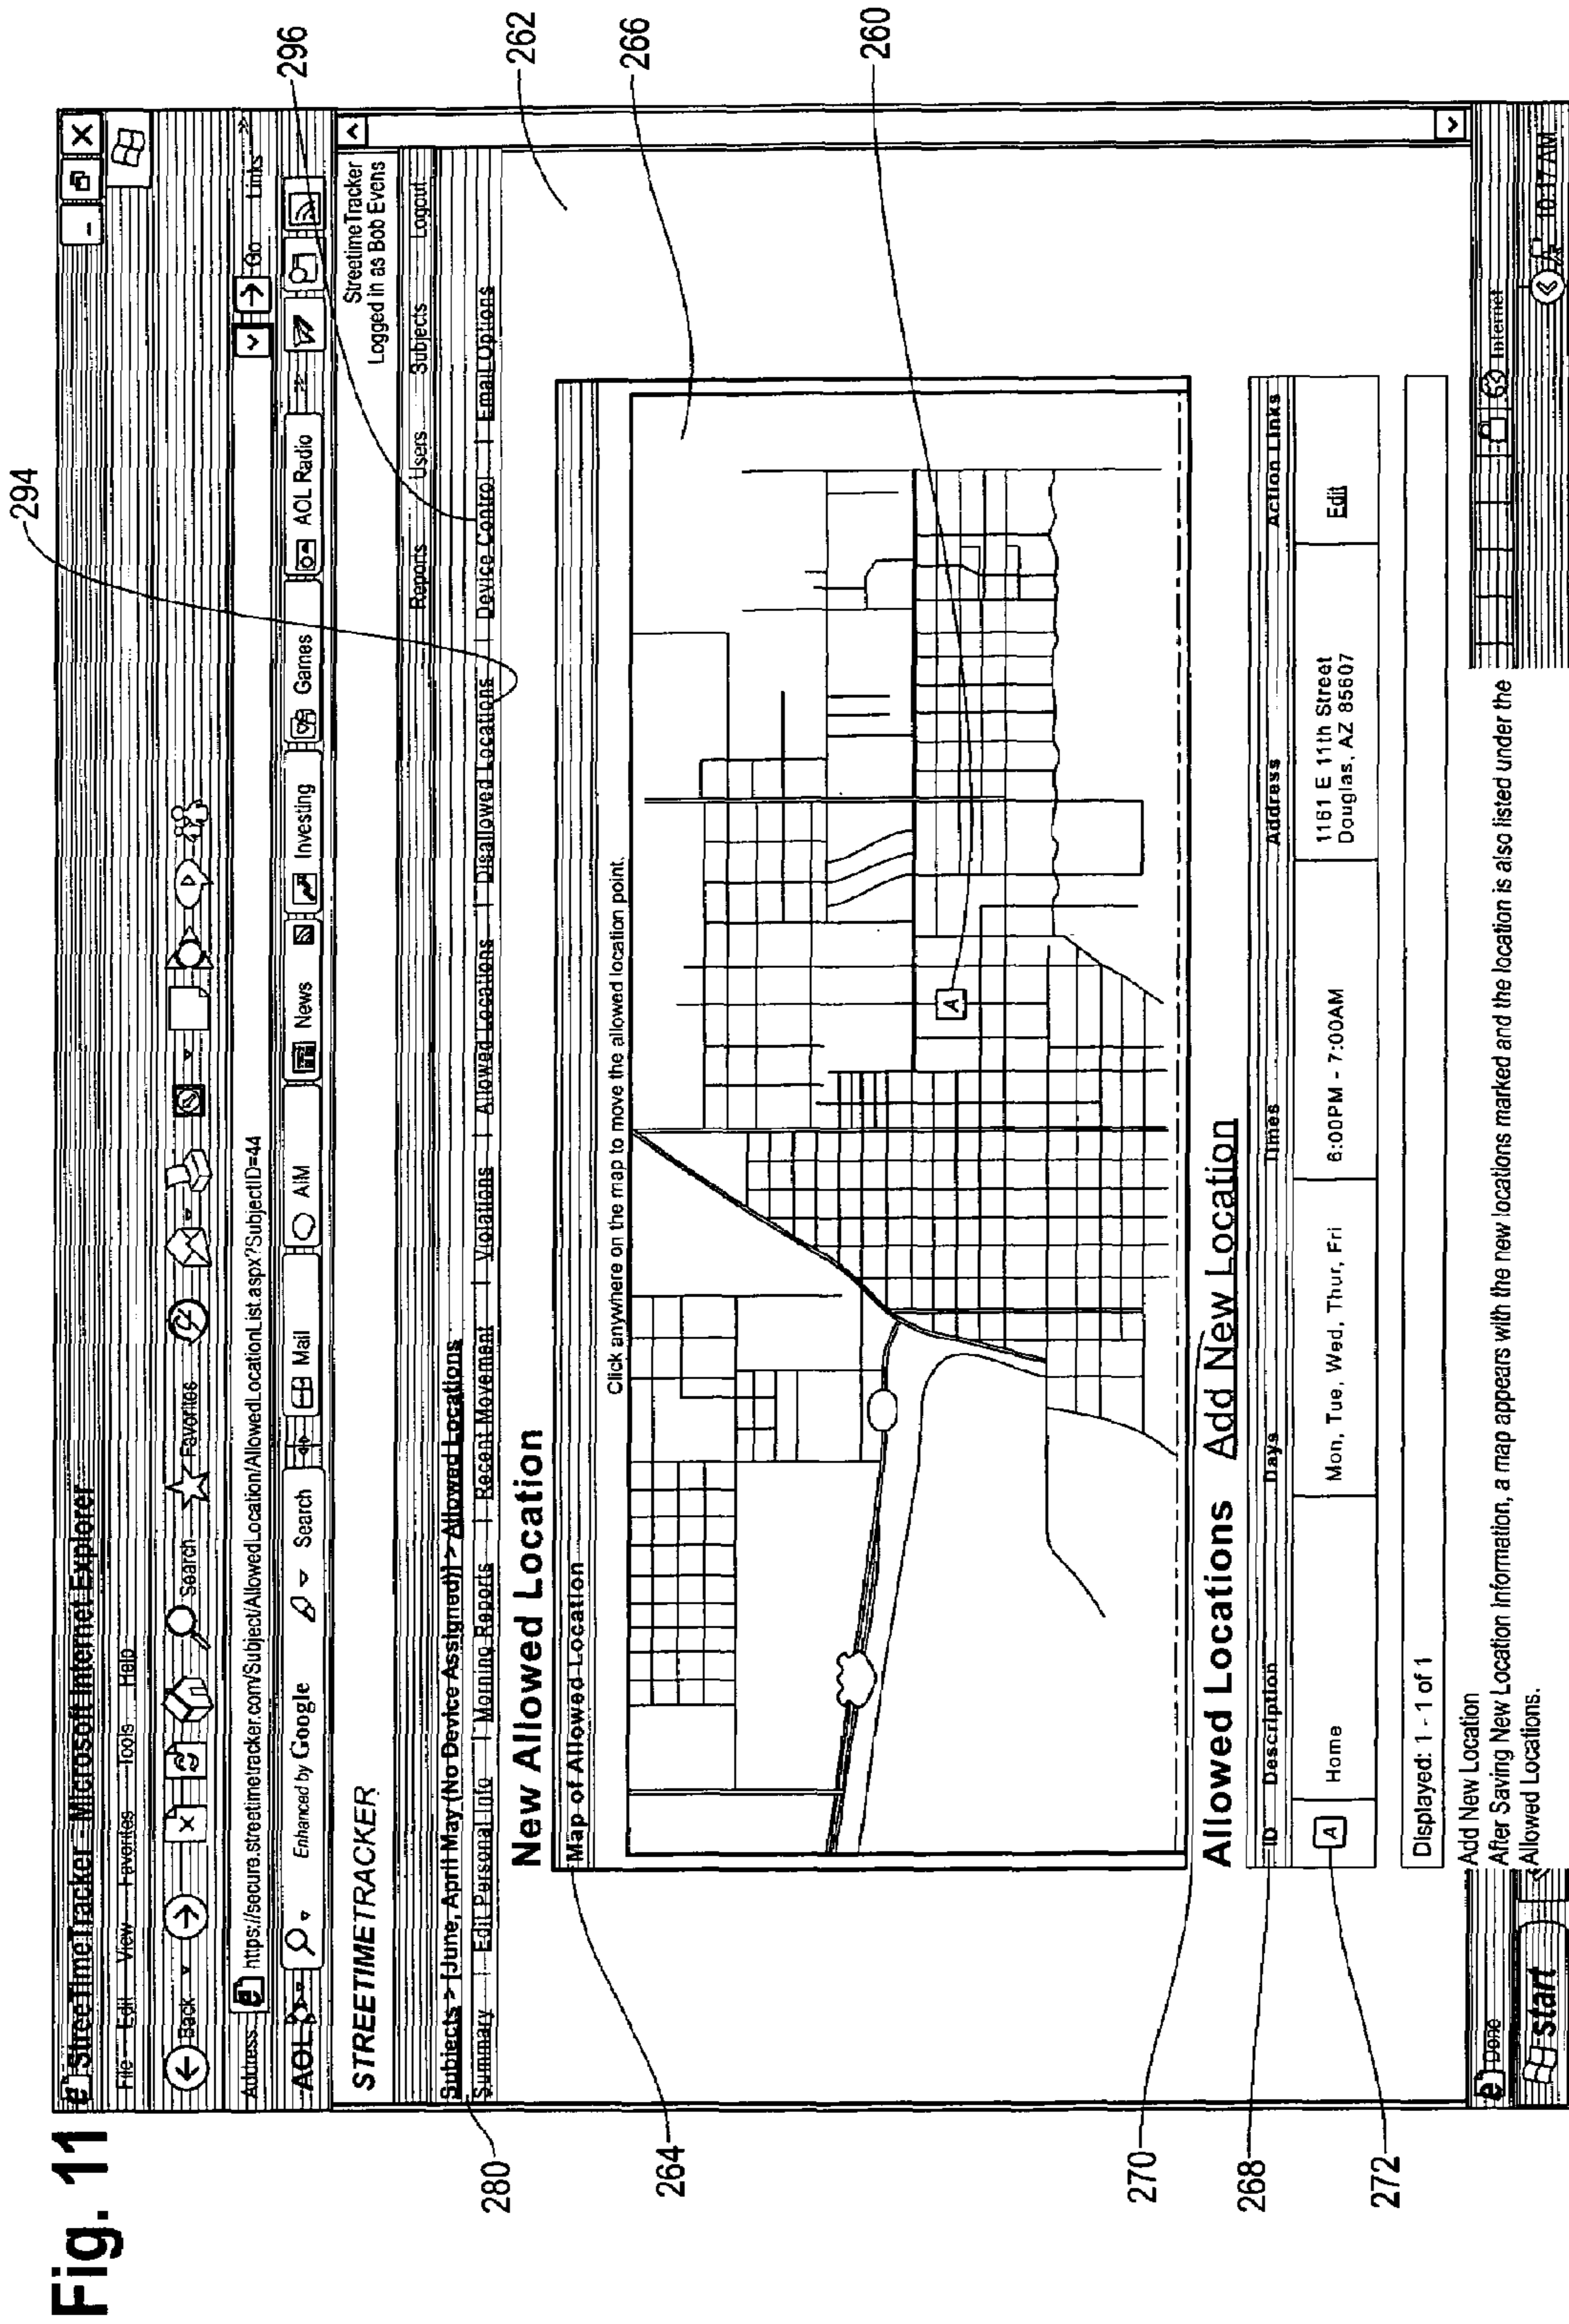 Fig. 11
StreeTImeTracker - Microsoft Internet Explorer
File Edit View Favorites Tools Help
Back Search Favorites
Address https://secure.streetimetracker.com/Subject/AllowedLocation/AllowedLocationList.aspx?SubjectID=44 Go Links
AOL Enhanced by Google Search Mail AIM News Investing Games AOL Radio
STREETIMETRACKER
StreetimeTracker
Logged in as Bob Evens
Reports Users Subjects Logout
Subjects > [June, April May (No Device Assigned)] > Allowed Locations
Summary | Edit Personal Info | Morning Reports | Recent Movement | Violations | Allowed Locations | Disallowed Locations | Device Control | Email Options
New Allowed Location
Map of Allowed Location
Click anywhere on the map to move the allowed location point.
A
Allowed Locations Add New Location
ID Description Days Times Address Action Links
A Home Mon, Tue, Wed, Thur, Fri 6:00PM - 7:00AM 1161 E 11th Street Edit
Douglas, AZ 85607
Displayed: 1 - 1 of 1
Add New Location
After Saving New Location Information, a map appears with the new locations marked and the location is also listed under the
Allowed Locations.
Done Internet
start 10:17 AM
294
296
262
266
260
280
264
270
268
272